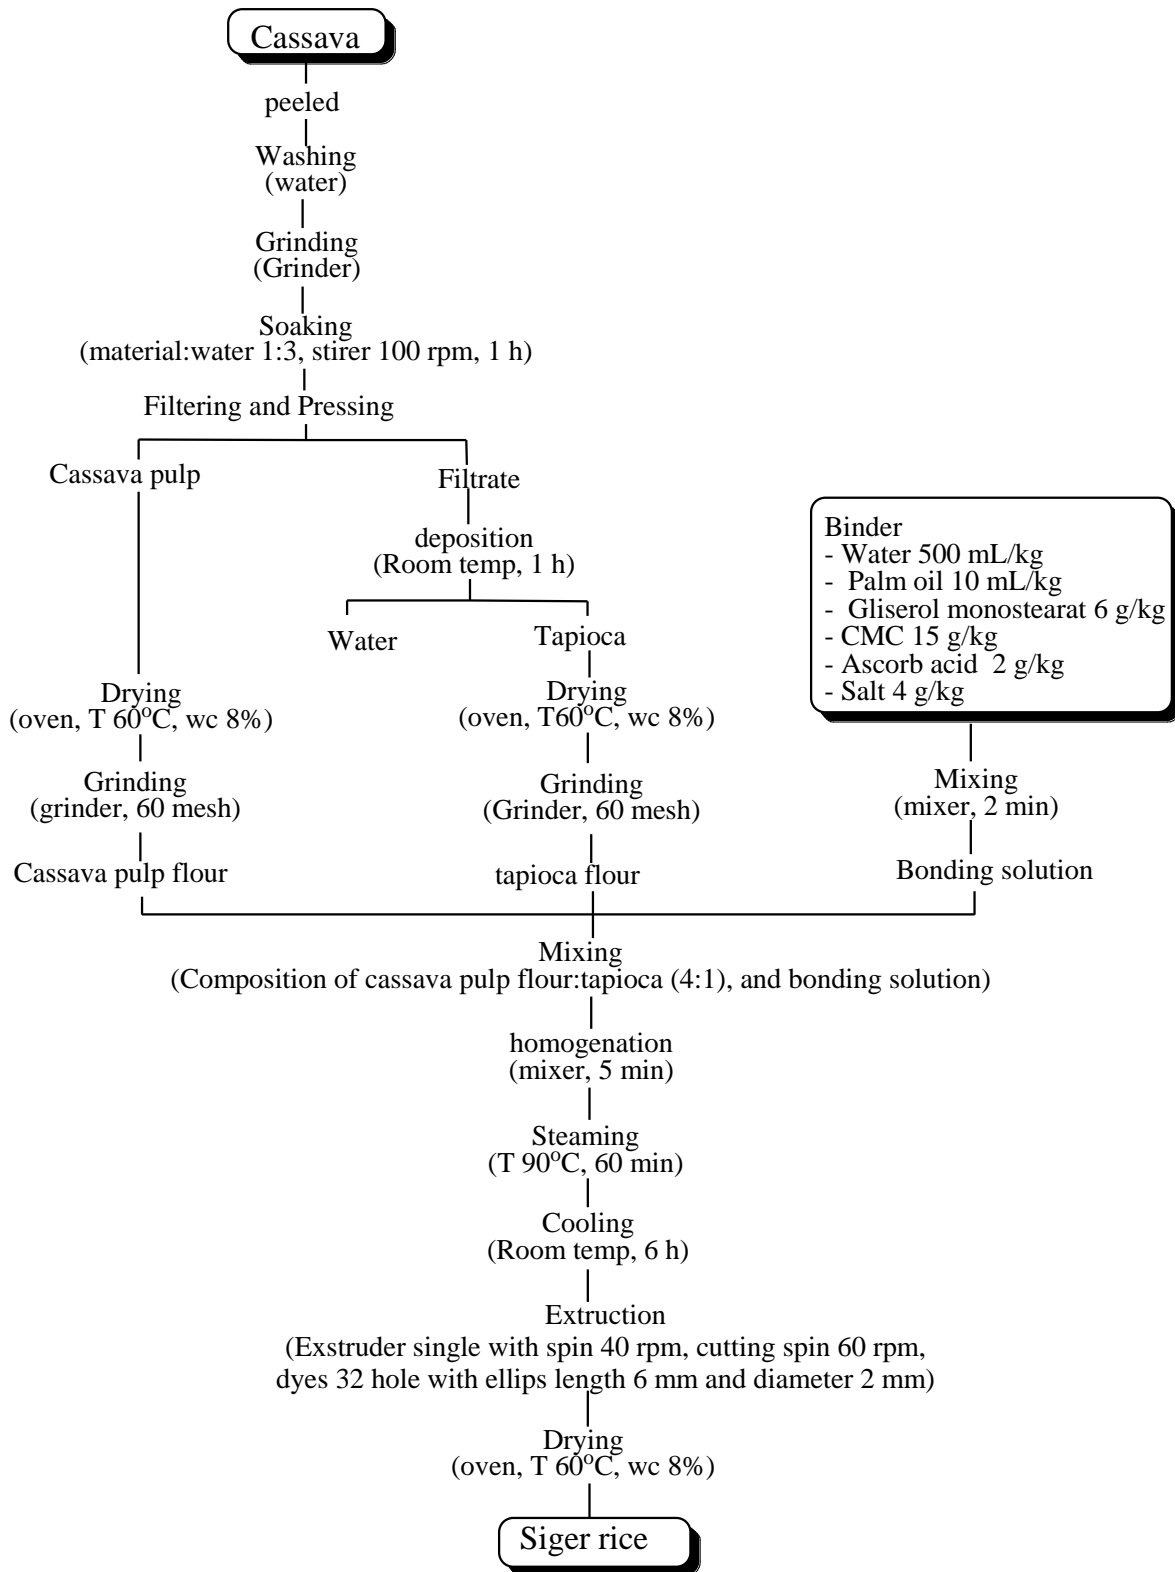 Cassava
peeled
Washing
(water)
Grinding
(Grinder)
Soaking
(material:water 1:3, stirer 100 rpm, 1 h)
Filtering and Pressing
Cassava pulp
Filtrate
deposition
(Room temp, 1 h)
Water
Tapioca
Drying
(oven, T 60°C, wc 8%)
Drying
(oven, T60°C, wc 8%)
Grinding
(grinder, 60 mesh)
Grinding
(Grinder, 60 mesh)
Cassava pulp flour
tapioca flour
Binder
- Water 500 mL/kg
- Palm oil 10 mL/kg
- Gliserol monostearat 6 g/kg
- CMC 15 g/kg
- Ascorb acid 2 g/kg
- Salt 4 g/kg
Mixing
(mixer, 2 min)
Bonding solution
Mixing
(Composition of cassava pulp flour:tapioca (4:1), and bonding solution)
homogenation
(mixer, 5 min)
Steaming
(T 90°C, 60 min)
Cooling
(Room temp, 6 h)
Extruction
(Exstruder single with spin 40 rpm, cutting spin 60 rpm,
dyes 32 hole with ellips length 6 mm and diameter 2 mm)
Drying
(oven, T 60°C, wc 8%)
Siger rice